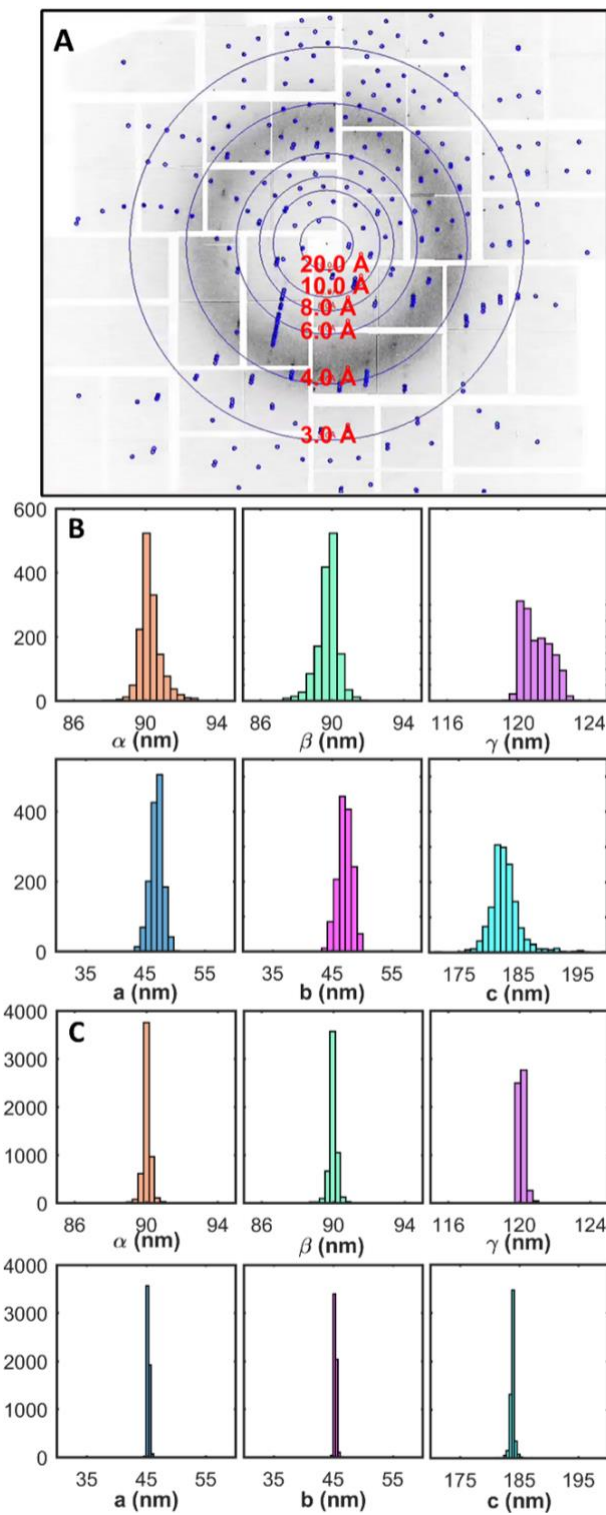 A
20.0 Å
10.0 Å
8.0 Å
6.0 Å
4.0 Å
3.0 Å
B
600
400
200
0
86 90 94 86 90 94 116 120 124
α (nm) β (nm) γ (nm)
400
200
0
35 45 55 35 45 55 175 185 195
a (nm) b (nm) c (nm)
C
4000
3000
2000
1000
0
86 90 94 86 90 94 116 120 124
α (nm) β (nm) γ (nm)
4000
3000
2000
1000
0
35 45 55 35 45 55 175 185 195
a (nm) b (nm) c (nm)